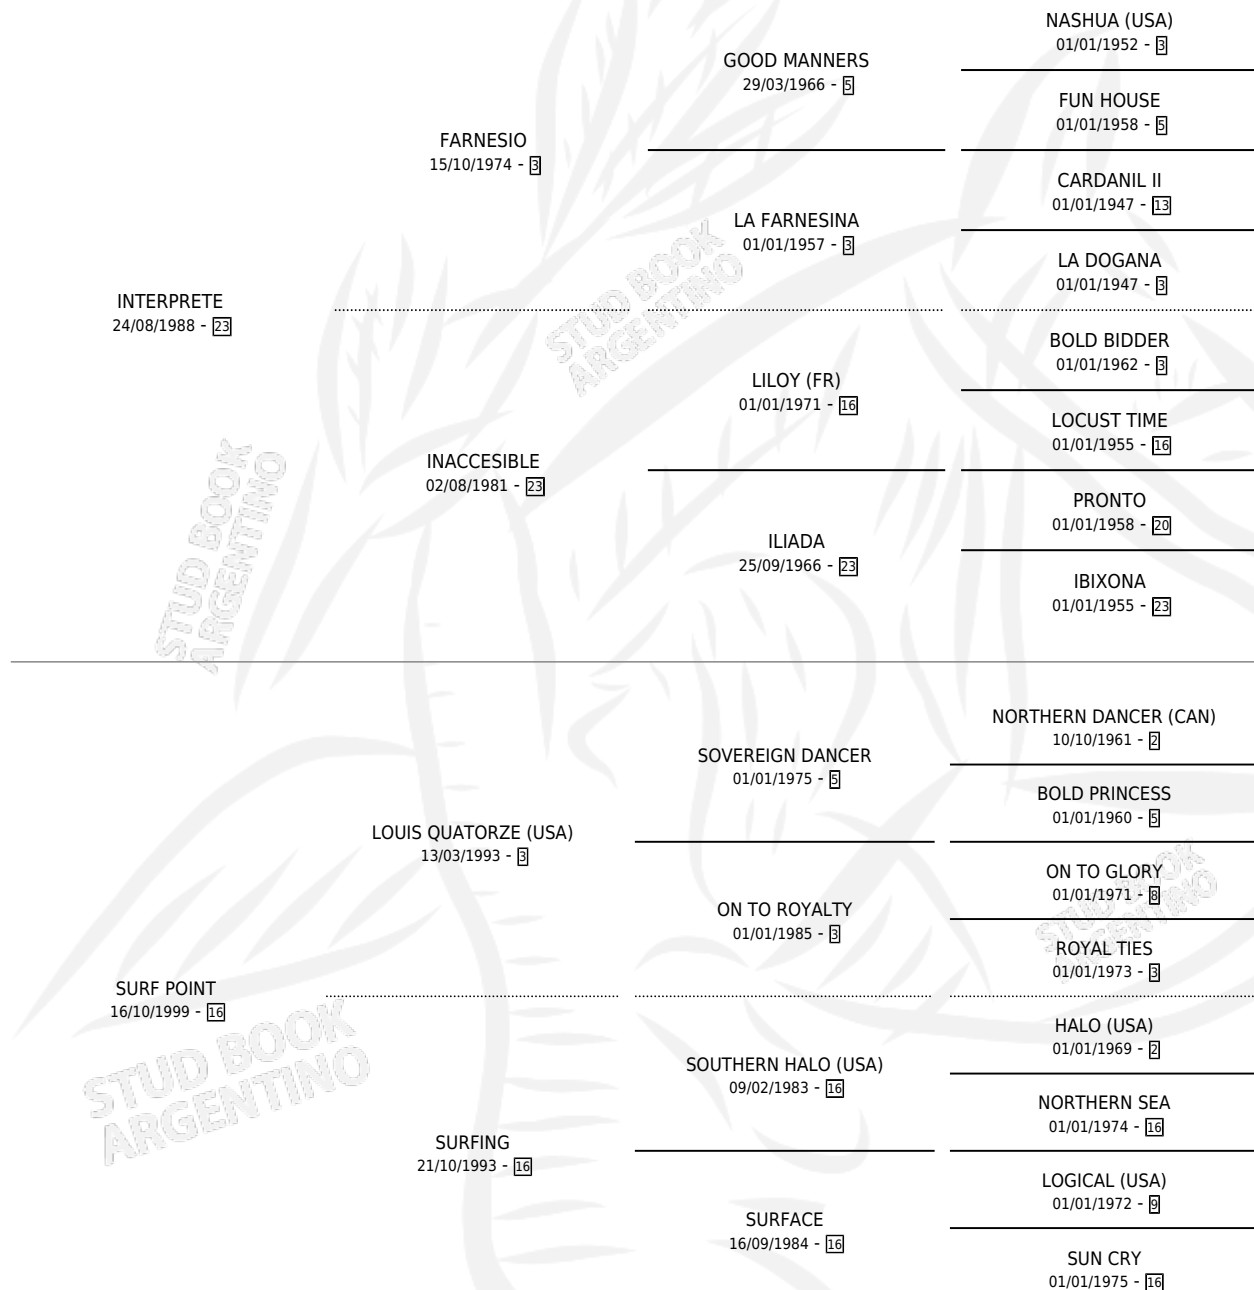 INTERPRETE
24/08/1988 - 23
FARNESIO
15/10/1974 - 3
GOOD MANNERS
29/03/1966 - 5
NASHUA (USA)
01/01/1952 - 3
FUN HOUSE
01/01/1958 - 5
LA FARNESINA
01/01/1957 - 3
CARDANIL II
01/01/1947 - 13
LA DOGANA
01/01/1947 - 3
INACCESIBLE
02/08/1981 - 23
LILOY (FR)
01/01/1971 - 16
BOLD BIDDER
01/01/1962 - 3
LOCUST TIME
01/01/1955 - 16
ILIADA
25/09/1966 - 23
PRONTO
01/01/1958 - 20
IBIXONA
01/01/1955 - 23
SURF POINT
16/10/1999 - 16
LOUIS QUATORZE (USA)
13/03/1993 - 3
SOVEREIGN DANCER
01/01/1975 - 5
NORTHERN DANCER (CAN)
10/10/1961 - 2
BOLD PRINCESS
01/01/1960 - 5
ON TO ROYALTY
01/01/1985 - 3
ON TO GLORY
01/01/1971 - 8
ROYAL TIES
01/01/1973 - 3
SURFING
21/10/1993 - 16
SOUTHERN HALO (USA)
09/02/1983 - 16
HALO (USA)
01/01/1969 - 2
NORTHERN SEA
01/01/1974 - 16
SURFACE
16/09/1984 - 16
LOGICAL (USA)
01/01/1972 - 9
SUN CRY
01/01/1975 - 16
STUD BOOK
ARGENTINO
STUD BOOK
ARGENTINO
STUD BOOK
ARGENTINO
STUD BOOK
ARGENTINO